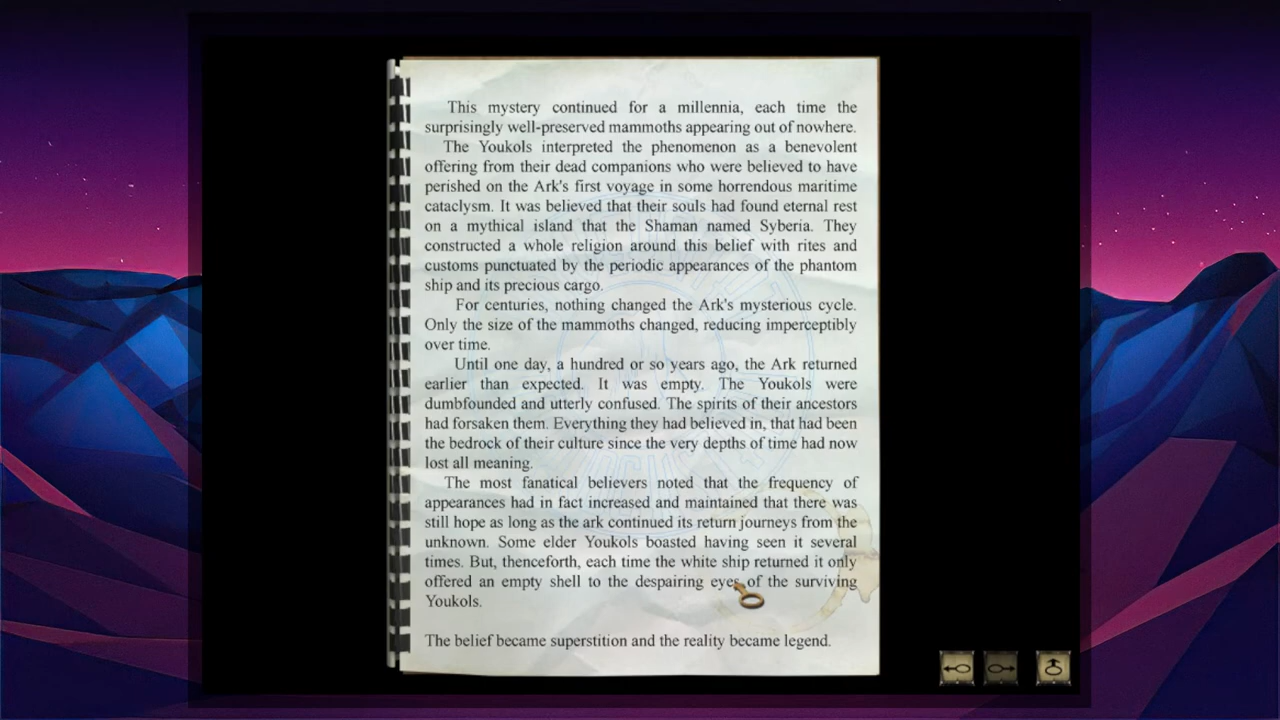 This mystery continued for a millennia, each time the
surprisingly well-preserved mammoths appearing out of nowhere.
The Youkols interpreted the phenomenon as a benevolent
offering from their dead companions who were believed to have
perished on the Ark's first voyage in some horrendous maritime
cataclysm. It was believed that their souls had found eternal rest
on a mythical island that the Shaman named Syberia. They
constructed a whole religion around this belief with rites and
customs punctuated by the periodic appearances of the phantom
ship and its precious cargo.
For centuries, nothing changed the Ark's mysterious cycle.
Only the size of the mammoths changed, reducing imperceptibly
over time.
Until one day, a hundred or so years ago, the Ark returned
earlier than expected. It was empty. The Youkols were
dumbfounded and utterly confused. The spirits of their ancestors
had forsaken them. Everything they had believed in, that had been
the bedrock of their culture since the very depths of time had now
lost all meaning.
The most fanatical believers noted that the frequency of
appearances had in fact increased and maintained that there was
still hope as long as the ark continued its return journeys from the
unknown. Some elder Youkols boasted having seen it several
times. But, thenceforth, each time the white ship returned it only
offered an empty shell to the despairing eyes of the surviving
Youkols.
The belief became superstition and the reality became legend.